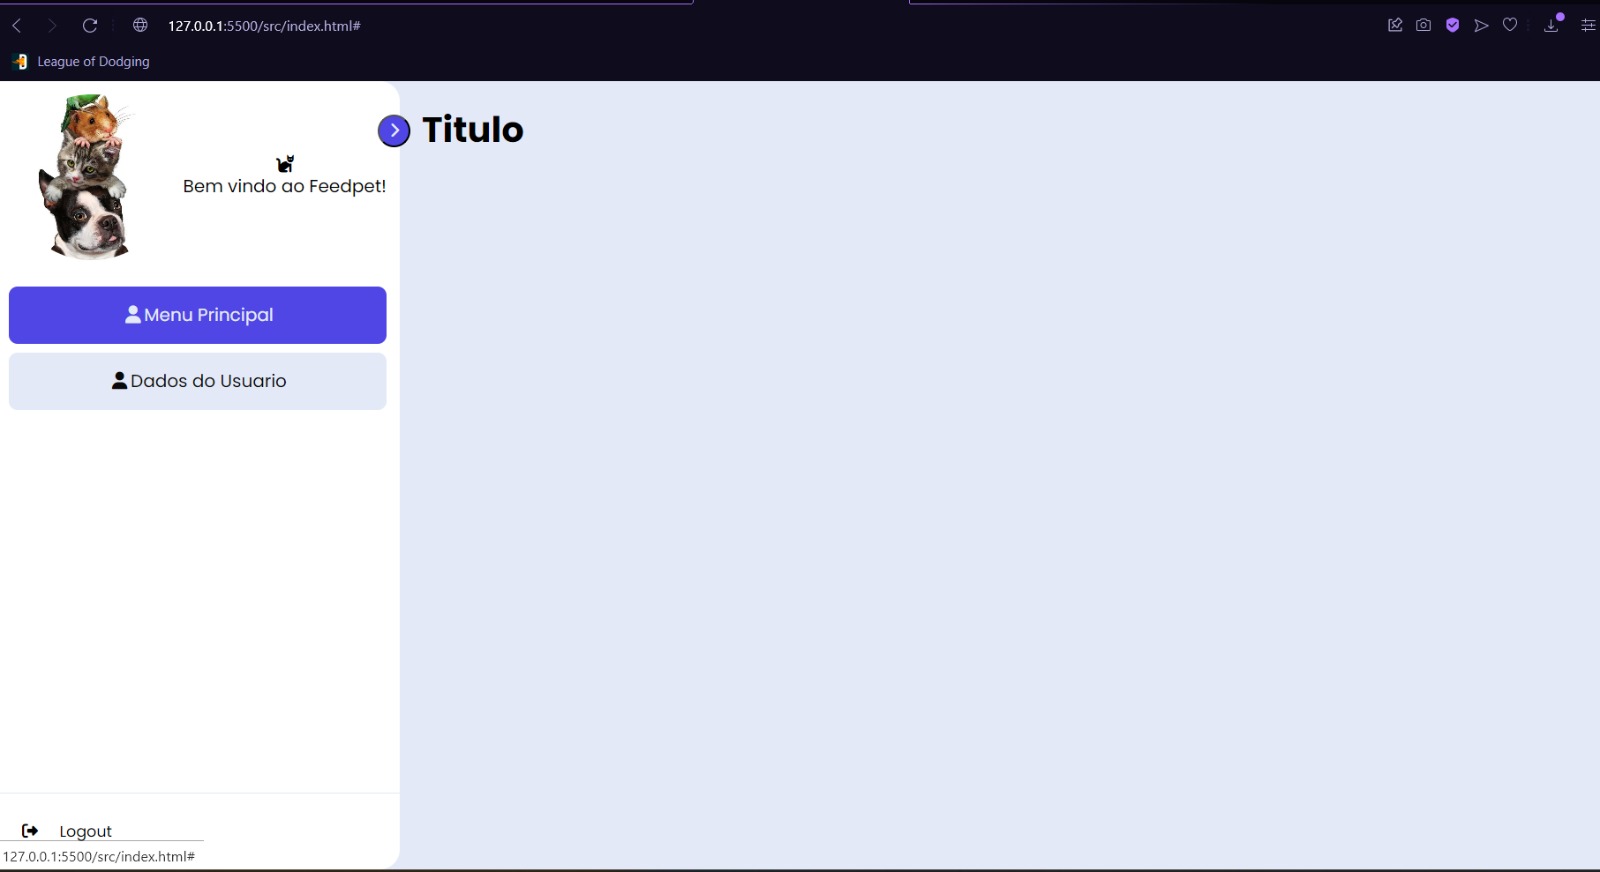 127.0.0.1:5500/src/index.html#
League of Dodging
Titulo
Bem vindo ao Feedpet!
Menu Principal
Dados do Usuario
Logout
127.0.0.1:5500/src/index.html#